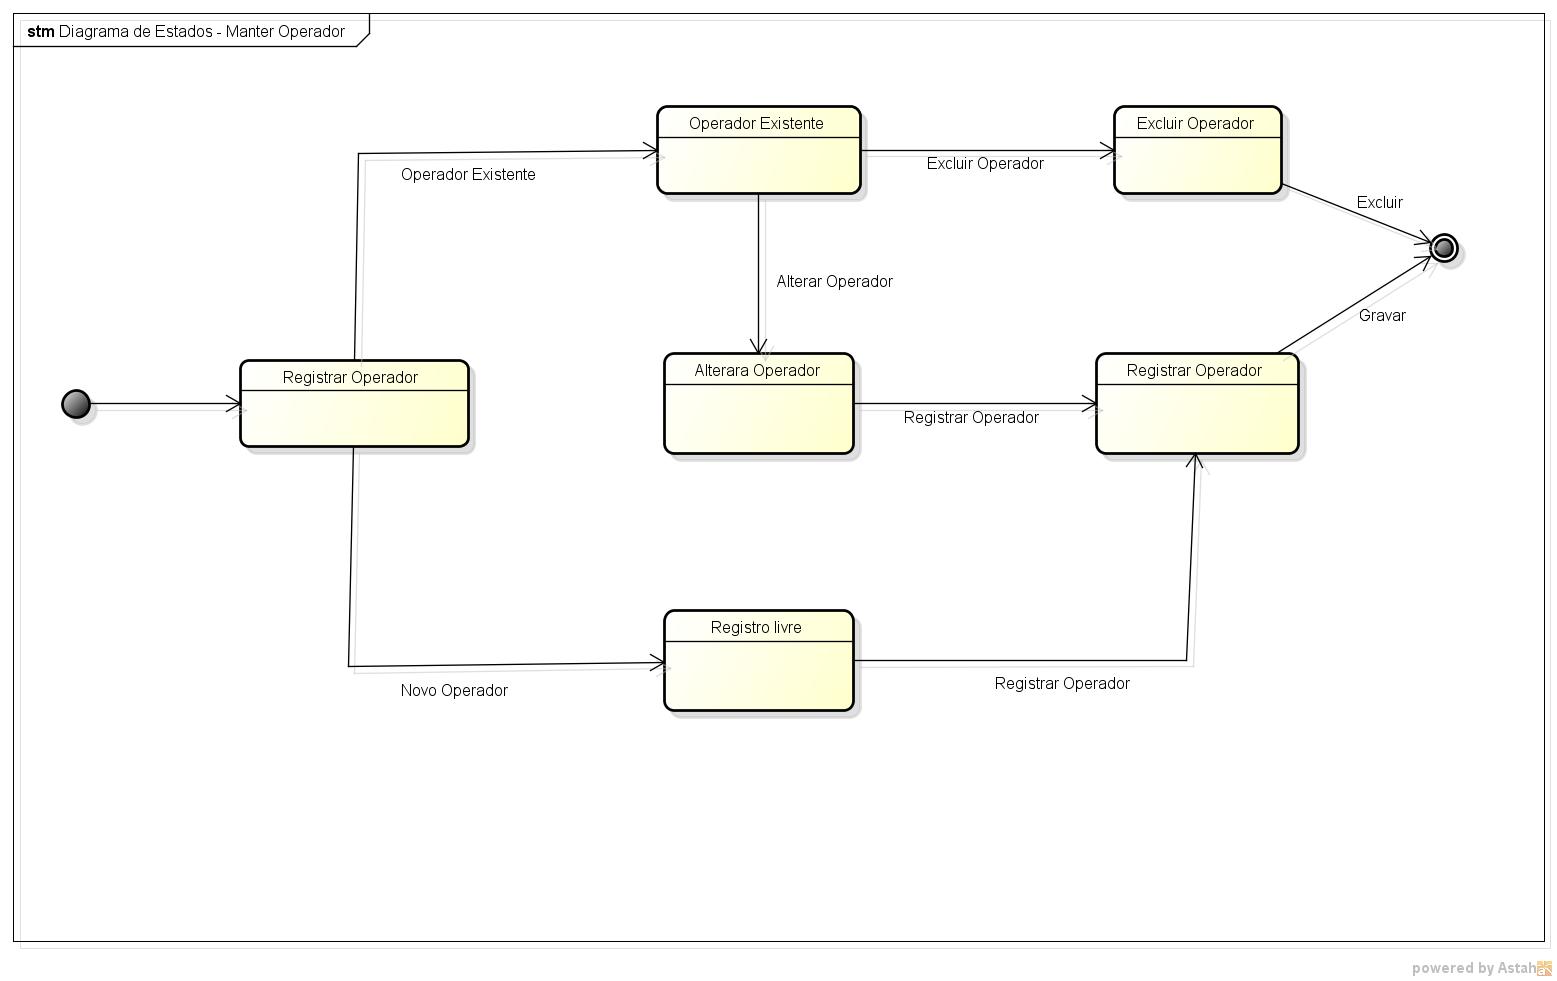 stm Diagrama de Estados - Manter Operador
Operador Existente
Excluir Operador
Operador Existente
Excluir Operador
Excluir
Alterar Operador
Gravar
Registrar Operador
Alterara Operador
Registrar Operador
Registrar Operador
Registro livre
Novo Operador
Registrar Operador
powered by Astah